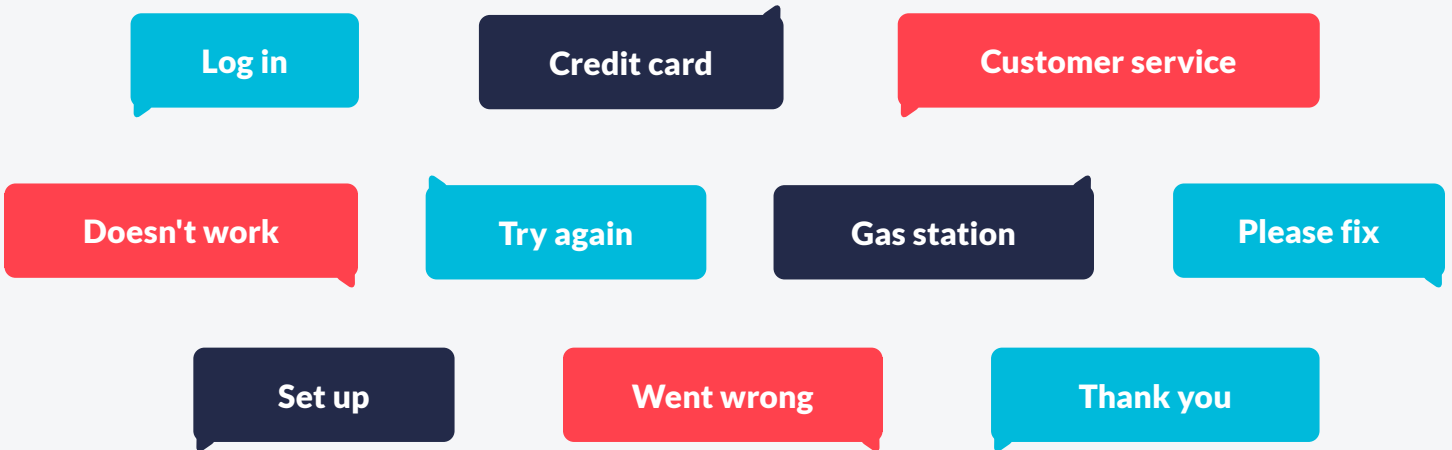 Log in
Credit card
Customer service
Doesn't work
Try again
Gas station
Please fix
Set up
Went wrong
Thank you